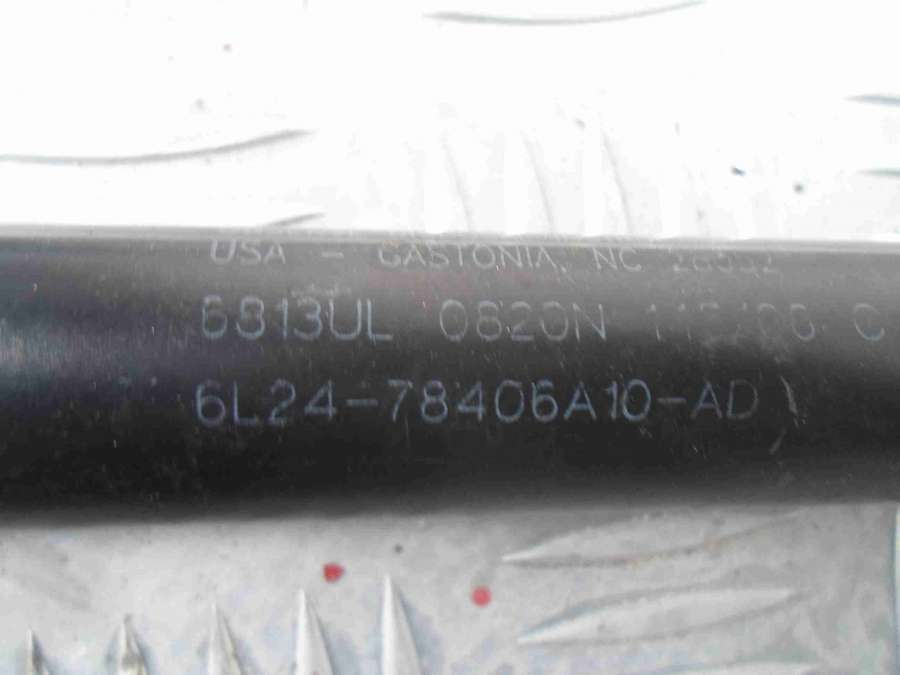 USA - GASTONIA, NC
6813UL 0820N
6L24-78406A10-AD